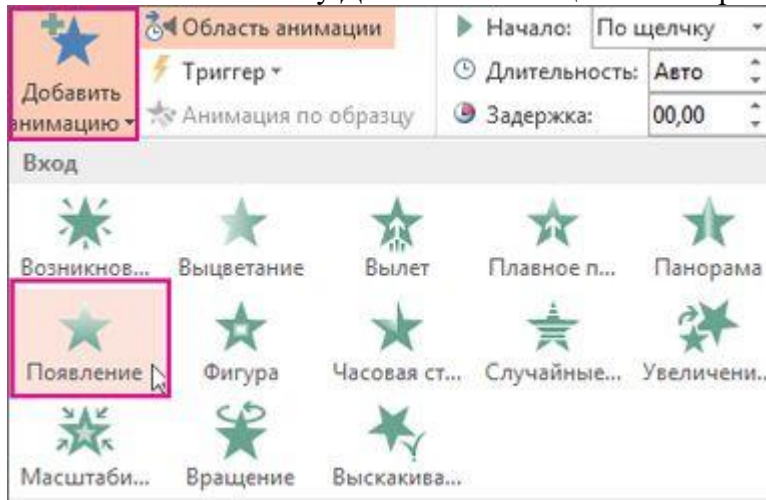 Область анимации
Начало: По щелчку
Триггер
Длительность: Авто
Добавить
анимацию
Анимация по образцу
Задержка: 00,00
Вход
Возникнов... Выцветание Вылет Плавное п... Панорама
Появление Фигура Часовая ст... Случайные... Увеличени...
Масштаби... Вращение Выскакива...